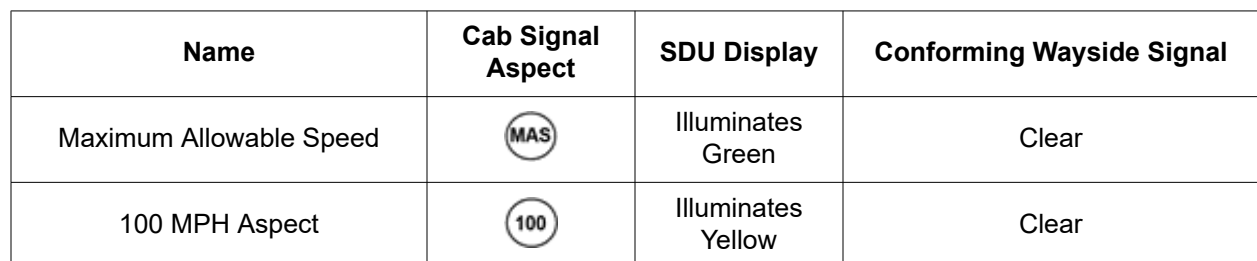 Name
Cab Signal
Aspect
SDU Display
Conforming Wayside Signal
Maximum Allowable Speed
MAS
Illuminates
Green
Clear
100 MPH Aspect
100
Illuminates
Yellow
Clear